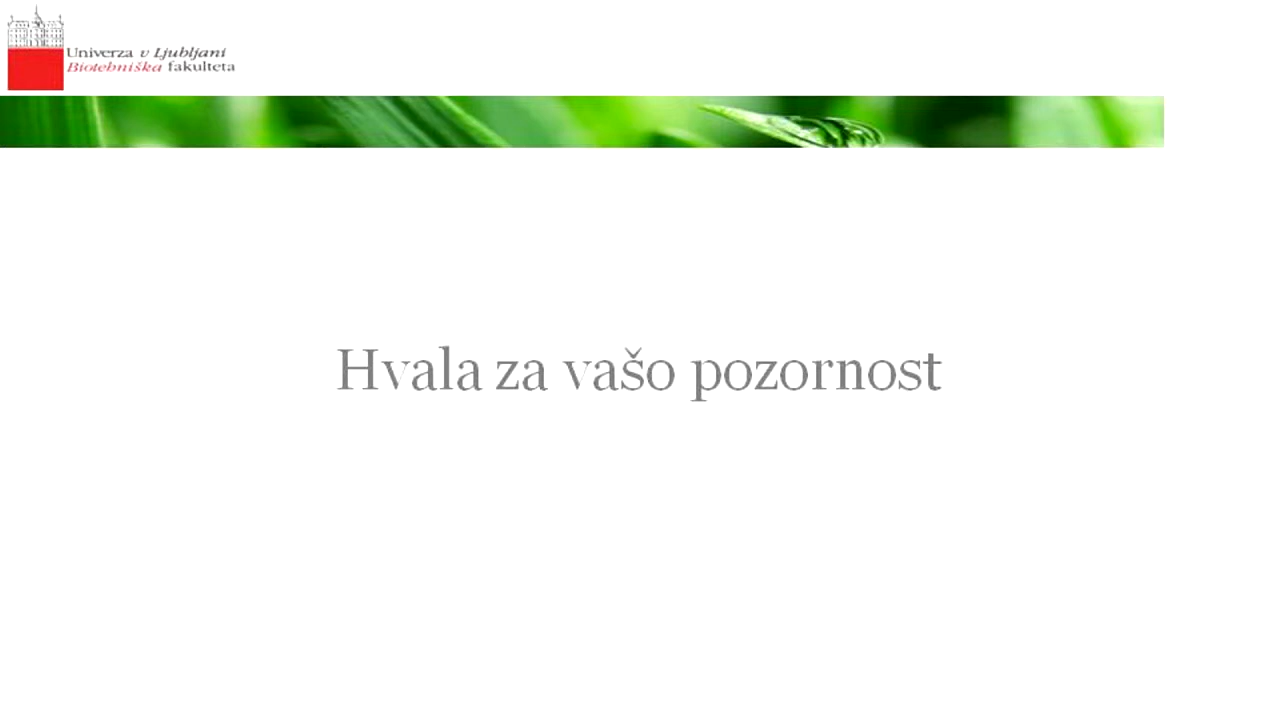 Univerza v Ljubljani
Biotehniška fakulteta
Hvala za vašo pozornost